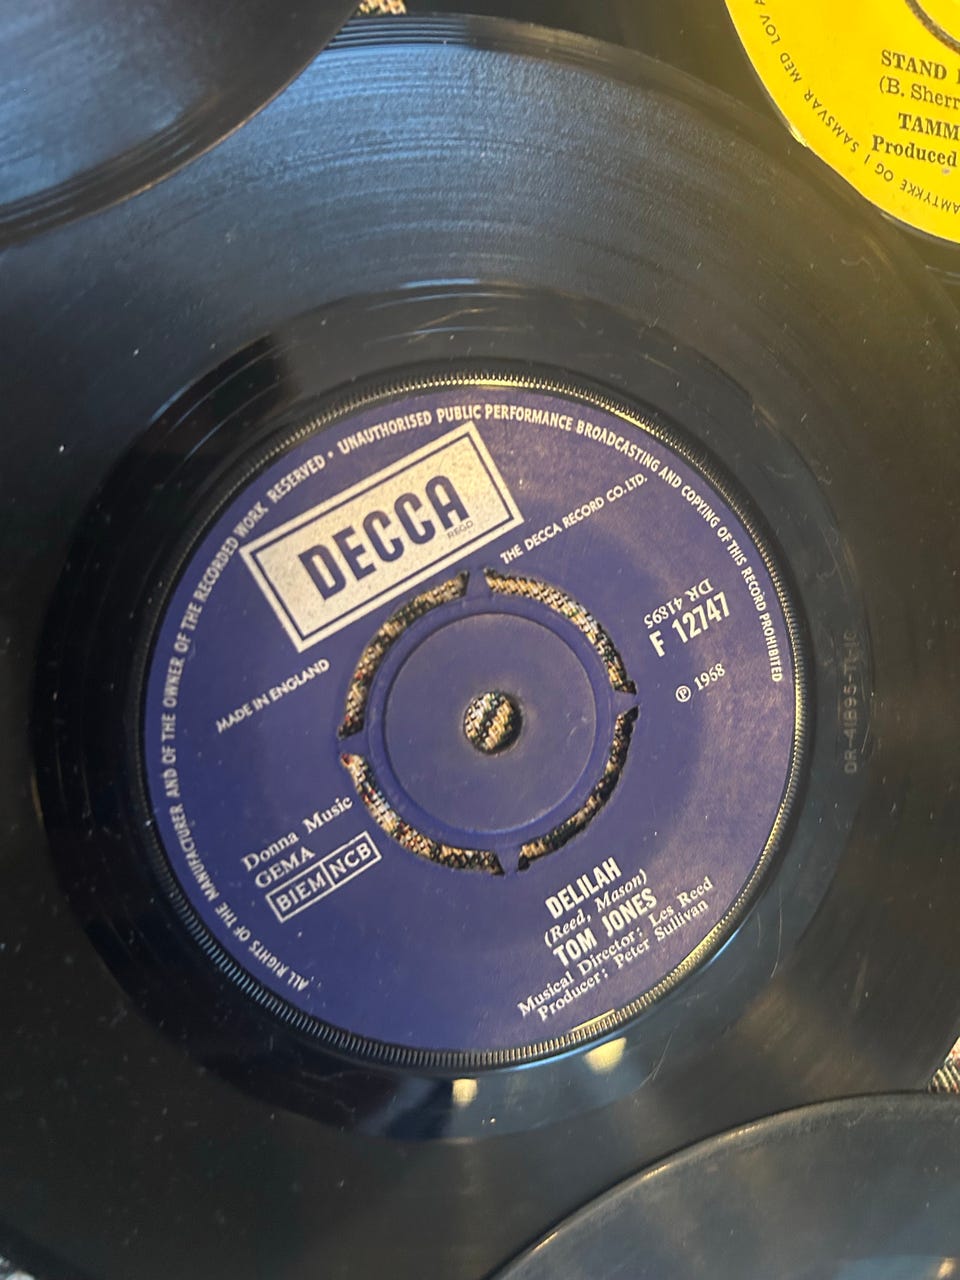 ALL RIGHTS OF THE MANUFACTURER AND OF THE OWNER OF THE RECORDED WORK RESERVED • UNAUTHORISED PUBLIC PERFORMANCE BROADCASTING AND COPYING OF THIS RECORD PROHIBITED
DECCA
REGD
THE DECCA RECORD CO. LTD.
MADE IN ENGLAND
DR 41895
F 12747
℗ 1968
Donna Music
GEMA
BIEM NCB
DELILAH
(Reed, Mason)
TOM JONES
Musical Director: Les Reed
Producer: Peter Sullivan
STAND
(B. Sherr
TAMM
Produced
SAMTYKKE OG I SAMSVAR MED LOV